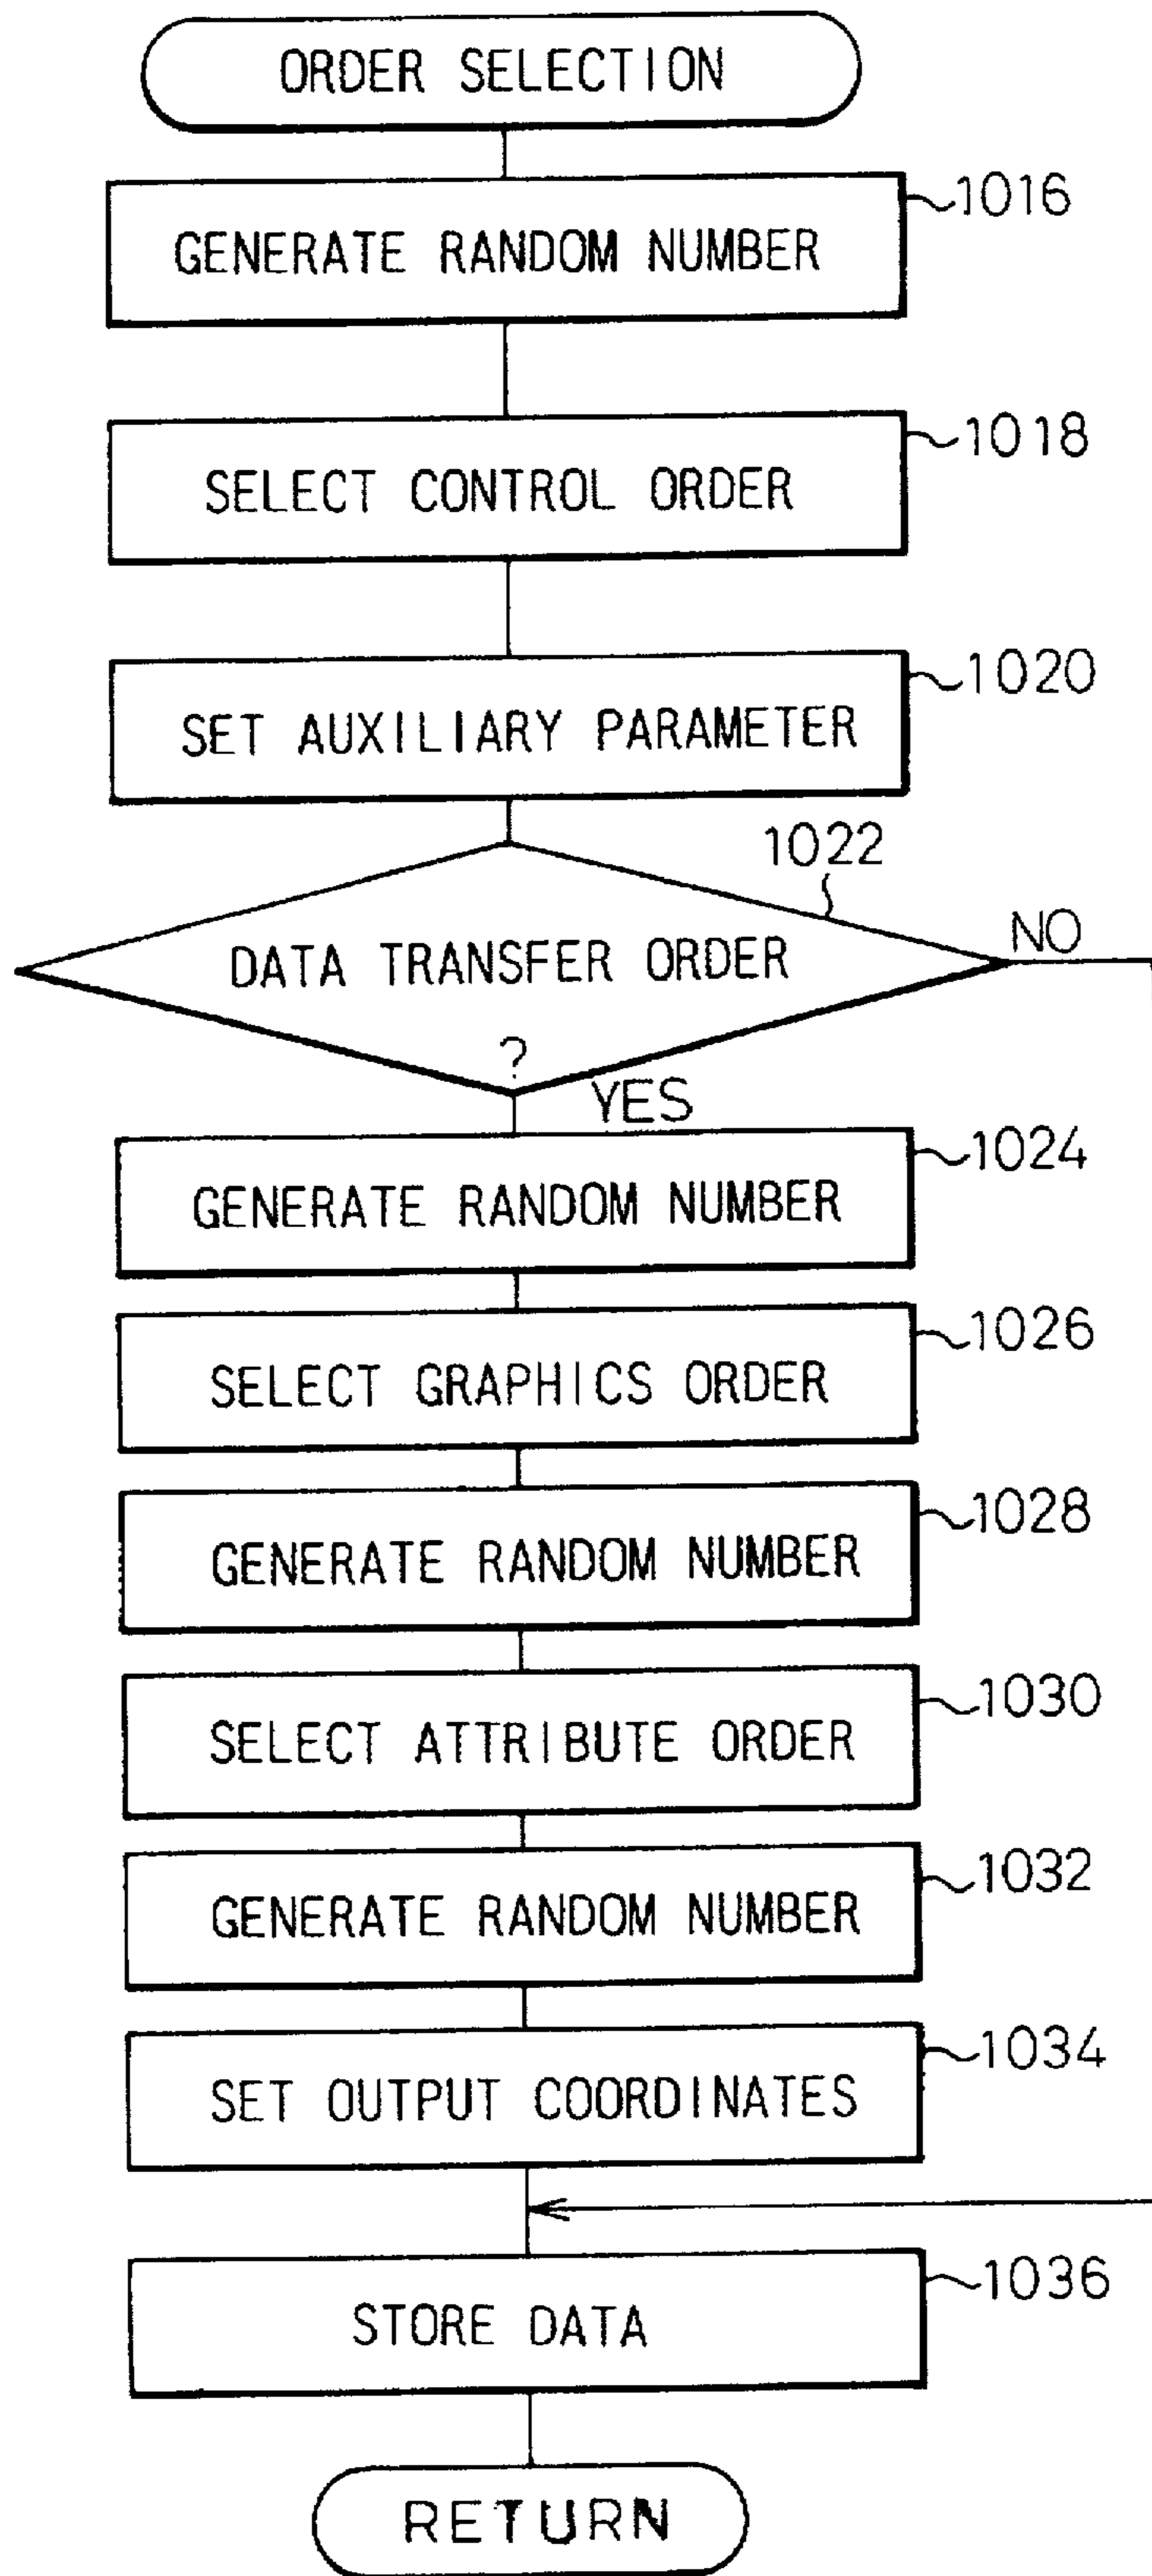 ORDER SELECTION
1016
GENERATE RANDOM NUMBER
1018
SELECT CONTROL ORDER
1020
SET AUXILIARY PARAMETER
1022
DATA TRANSFER ORDER
NO
?
YES
1024
GENERATE RANDOM NUMBER
1026
SELECT GRAPHICS ORDER
1028
GENERATE RANDOM NUMBER
1030
SELECT ATTRIBUTE ORDER
1032
GENERATE RANDOM NUMBER
1034
SET OUTPUT COORDINATES
1036
STORE DATA
RETURN